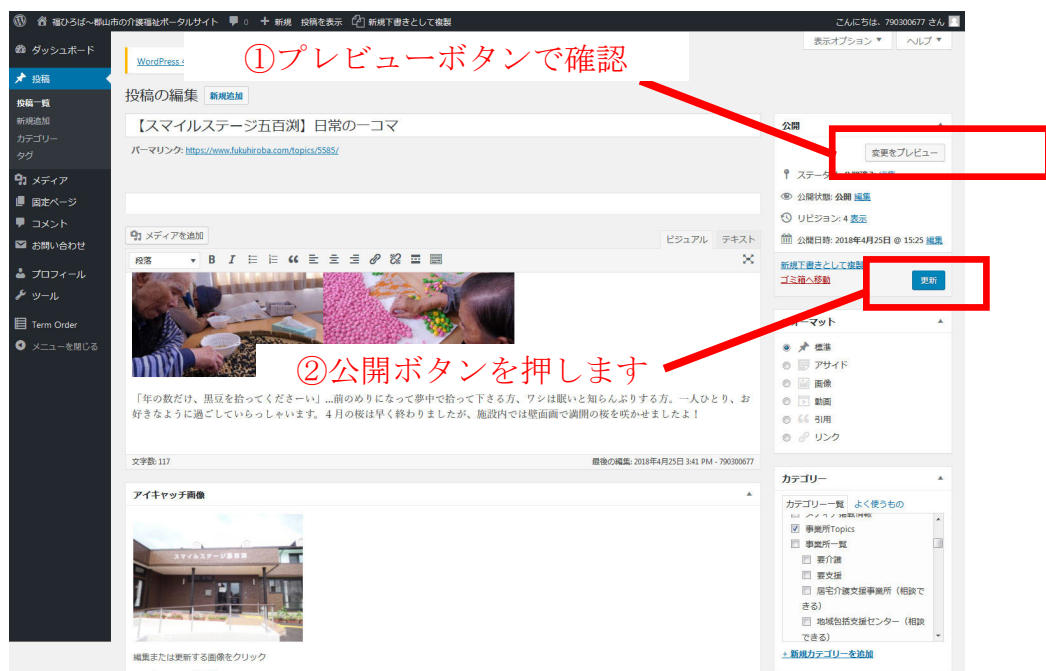 福ひろば～郡山市の介護福祉ポータルサイト 0 + 新規 投稿を表示 新規下書きとして複製
こんにちは、790300677 さん
表示オプション ▼ ヘルプ ▼
ダッシュボード
投稿
投稿一覧
新規追加
カテゴリー
タグ
メディア
固定ページ
コメント
お問い合わせ
プロフィール
ツール
Term Order
メニューを閉じる
WordPress
①プレビューボタンで確認
投稿の編集 新規追加
【スマイルステージ五百渕】日常の一コマ
パーマリンク: https://www.fukuhiroba.com/topics/5585/
メディアを追加
ビジュアル テキスト
段落 ▼ B I
②公開ボタンを押します
「年の数だけ、黒豆を拾ってくださーい」...前のめりになって夢中で拾って下さる方、ワシは眠いと知らんぷりする方。一人ひとり、お
好きなように過ごしていらっしゃいます。４月の桜は早く終わりましたが、施設内では壁面画で満開の桜を咲かせましたよ！
文字数: 117
最後の編集: 2018年4月25日 3:41 PM - 790300677
アイキャッチ画像
スマイルステージ五百渕
編集または更新する画像をクリック
公開
変更をプレビュー
公開状態: 公開 編集
リビジョン: 4 表示
公開日時: 2018年4月25日 @ 15:25 編集
新規下書きとして複製
ゴミ箱へ移動
更新
ーマット
標準
アサイド
画像
動画
引用
リンク
カテゴリー
カテゴリー一覧 よく使うもの
事業所Topics
事業所一覧
要介護
要支援
居宅介護支援事業所（相談で
きる）
地域包括支援センター（相談
できる）
+ 新規カテゴリーを追加